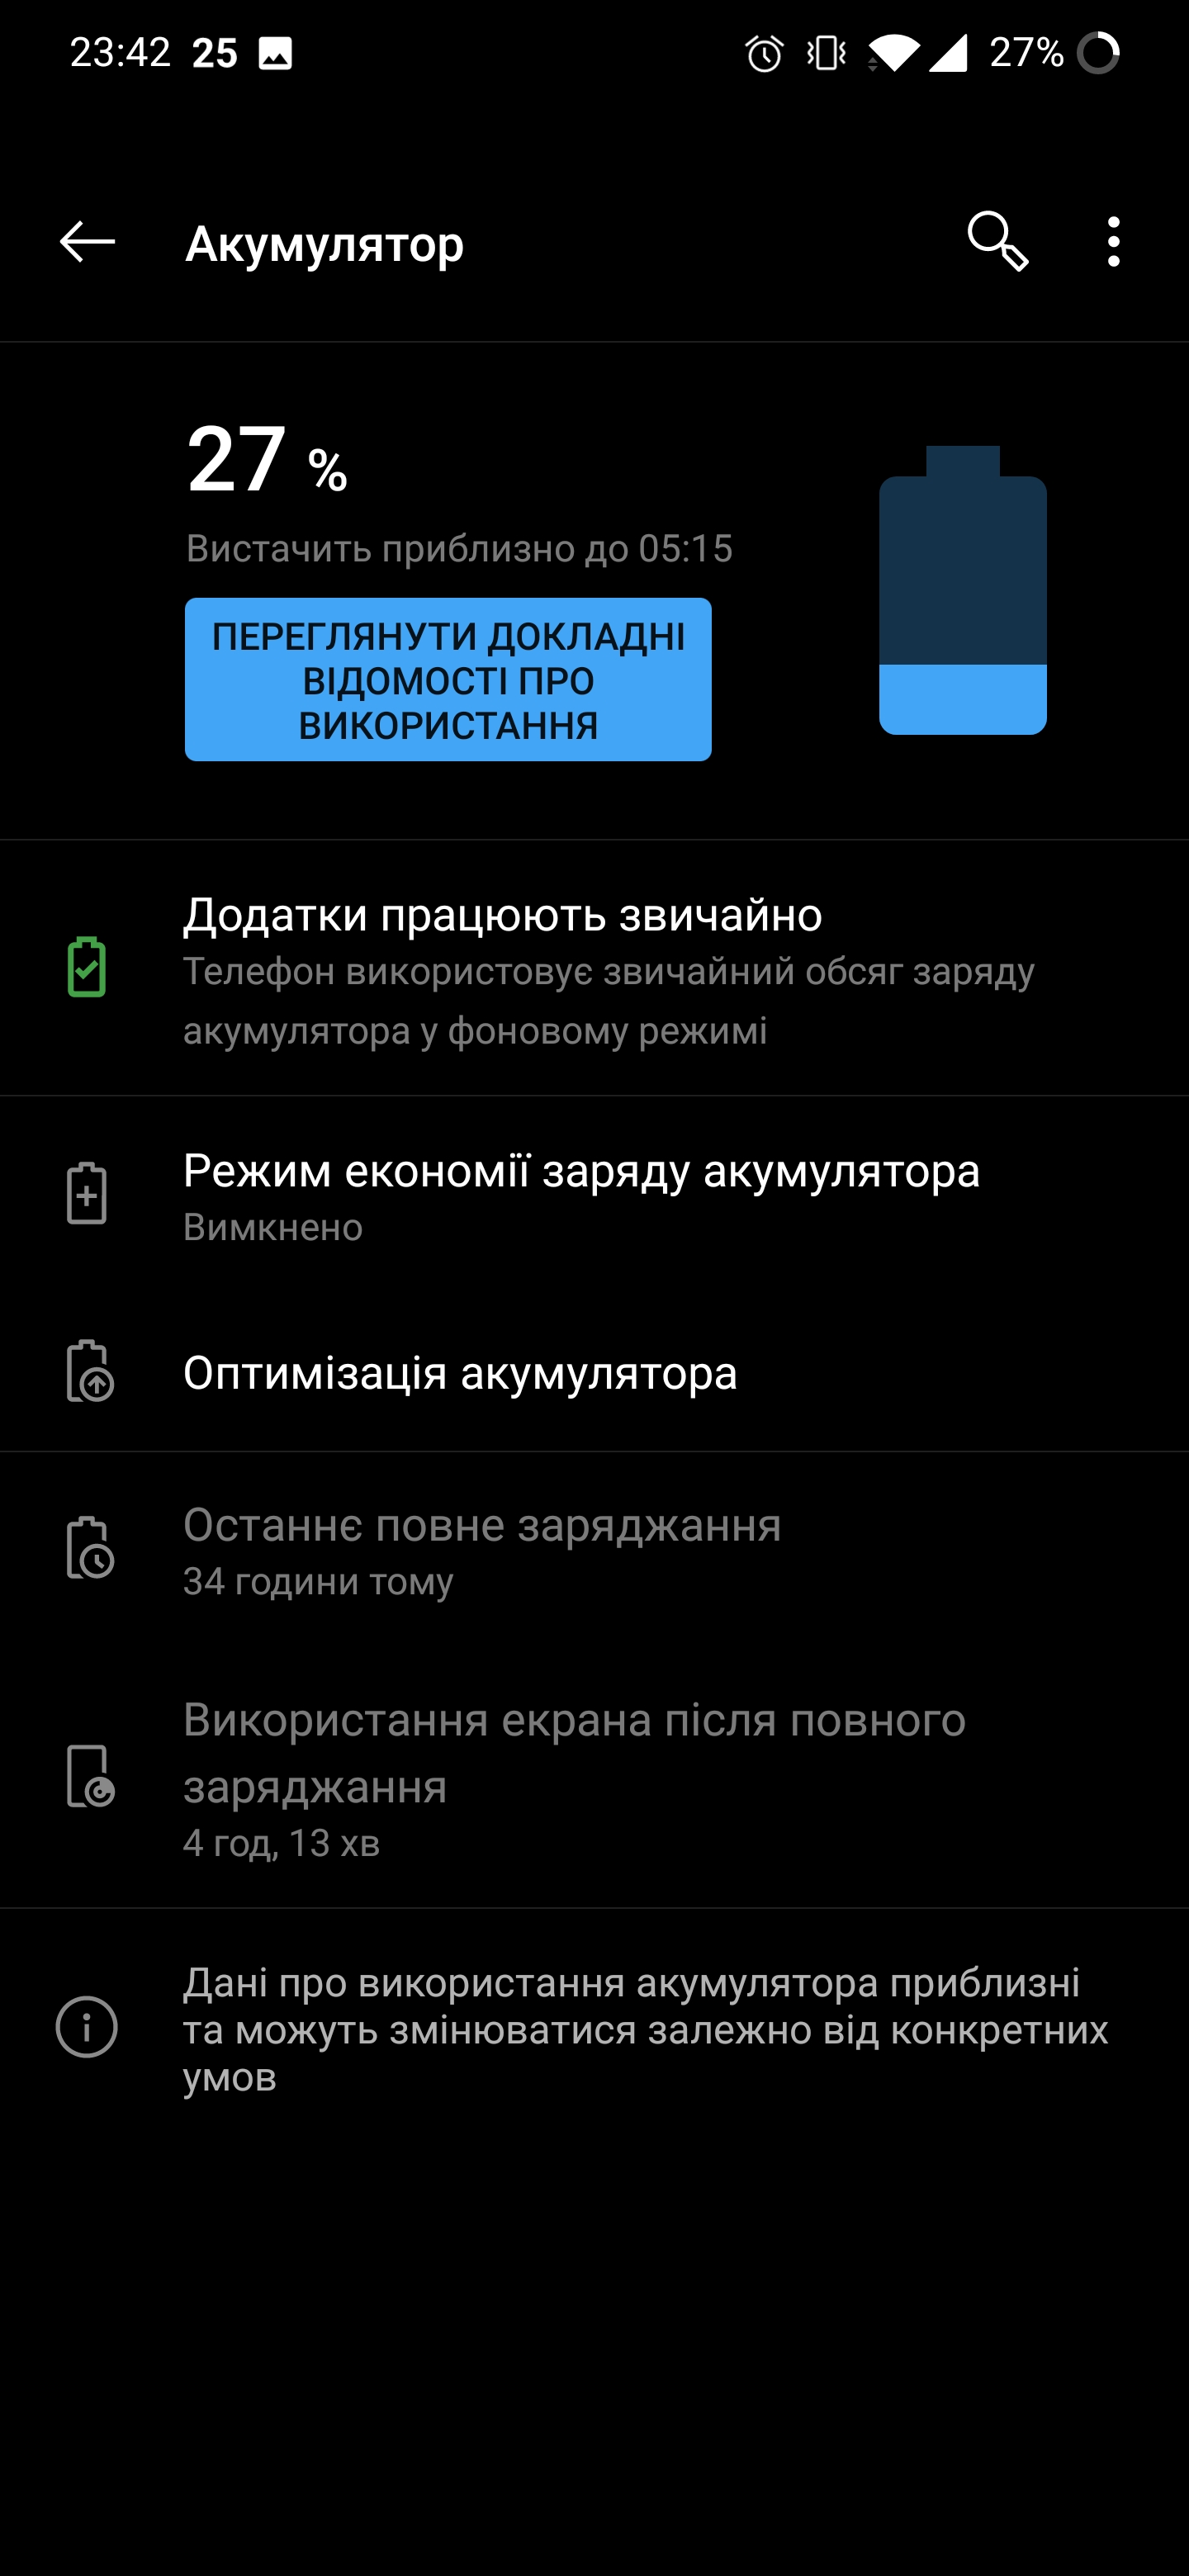 23:42 25 27%
Акумулятор
27 %
Вистачить приблизно до 05:15
ПЕРЕГЛЯНУТИ ДОКЛАДНІ
ВІДОМОСТІ ПРО
ВИКОРИСТАННЯ
Додатки працюють звичайно
Телефон використовує звичайний обсяг заряду
акумулятора у фоновому режимі
Режим економії заряду акумулятора
Вимкнено
Оптимізація акумулятора
Останнє повне заряджання
34 години тому
Використання екрана після повного
заряджання
4 год, 13 хв
Дані про використання акумулятора приблизні
та можуть змінюватися залежно від конкретних
умов